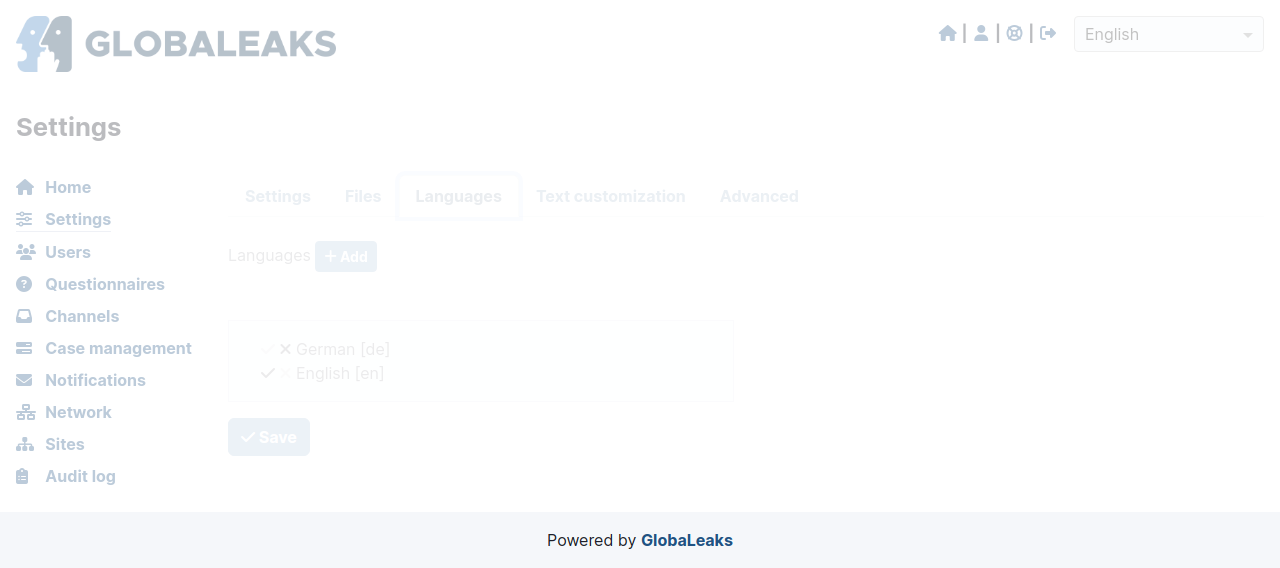 GLOBALEAKS
| | |
English
Settings
Home
Settings
Users
Questionnaires
Channels
Case management
Notifications
Network
Sites
Audit log
Settings Files Languages Text customization Advanced
Languages Add
German [de]
English [en]
Save
Powered by GlobaLeaks